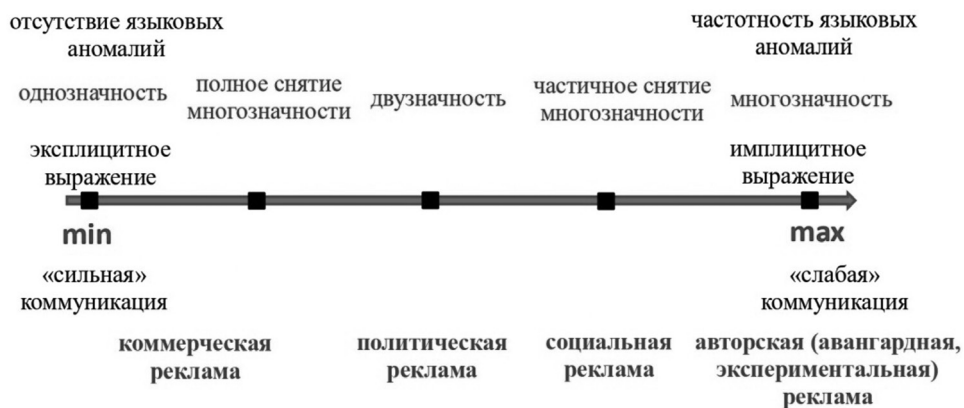 отсутствие языковых
аномалий
частотность языковых
аномалий
однозначность
полное снятие
многозначности
двузначность
частичное снятие
многозначности
многозначность
эксплицитное
выражение
имплицитное
выражение
min
max
«сильная»
коммуникация
«слабая»
коммуникация
коммерческая
реклама
политическая
реклама
социальная
реклама
авторская (авангардная,
экспериментальная)
реклама